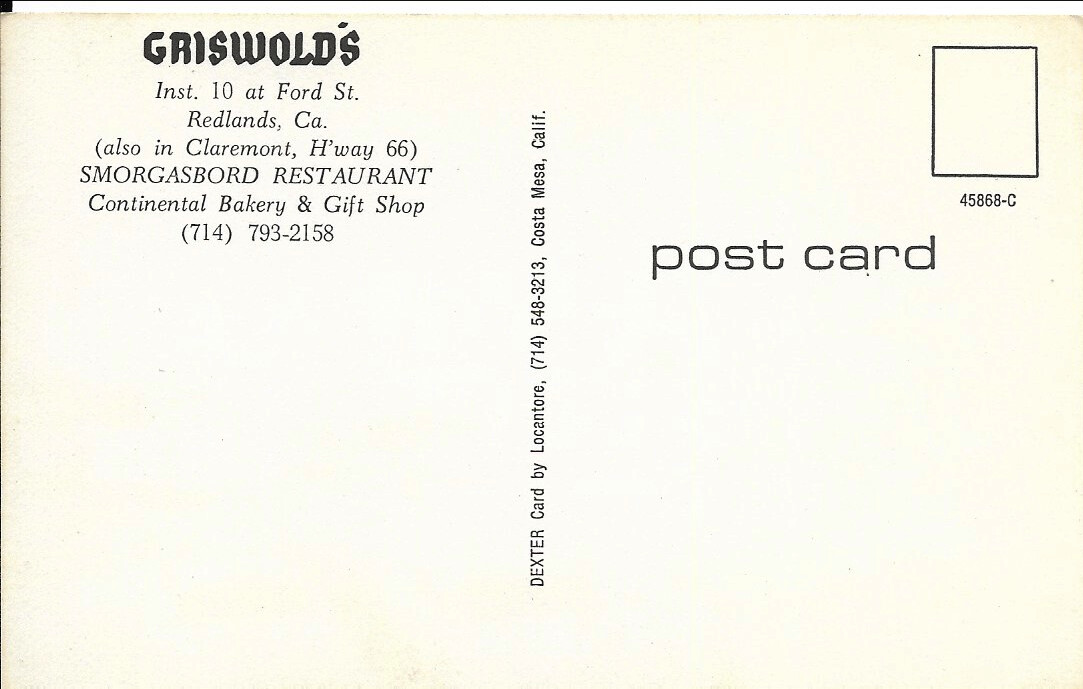 GRISWOLD'S
Inst. 10 at Ford St.
Redlands, Ca.
(also in Claremont, H'way 66)
SMORGASBORD RESTAURANT
Continental Bakery & Gift Shop
(714) 793-2158
DEXTER Card by Locantore, (714) 548-3213, Costa Mesa, Calif.
45868-C
post card